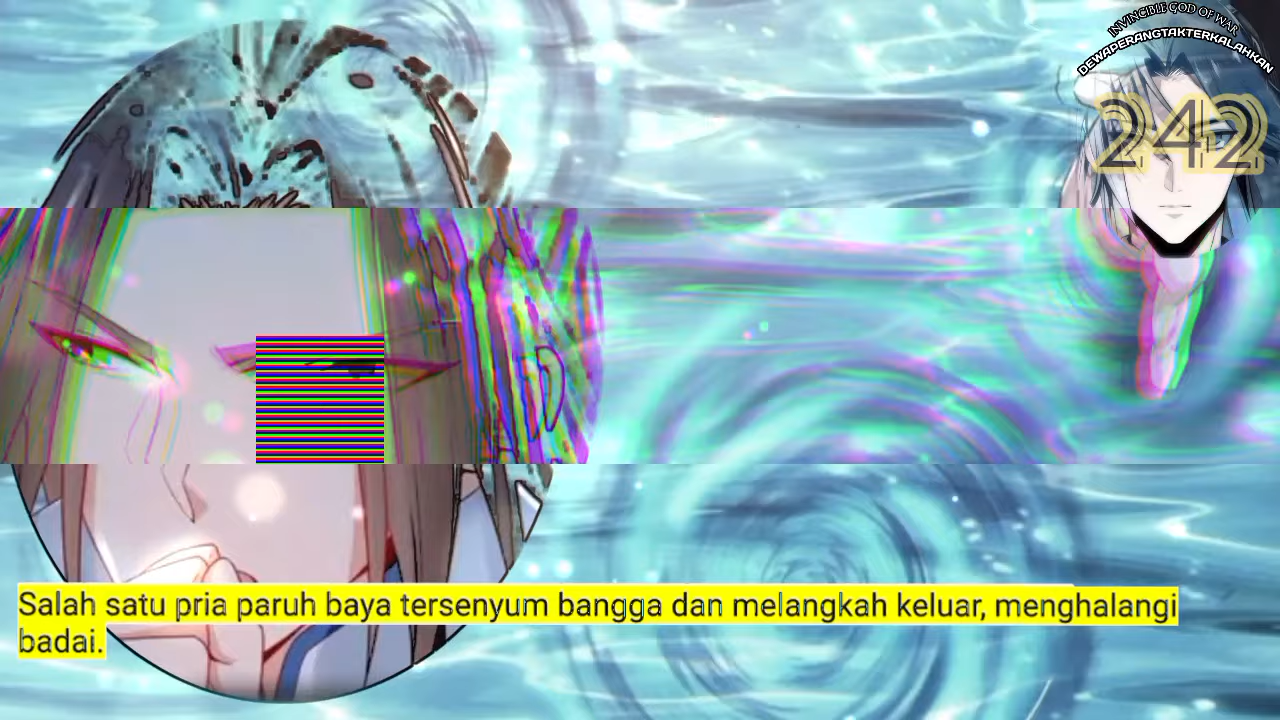 INVINCIBLE GOD OF WAR
DEWAPERANGTAKTERKALAHKAN
242
Salah satu pria paruh baya tersenyum bangga dan melangkah keluar, menghalangi
badai.